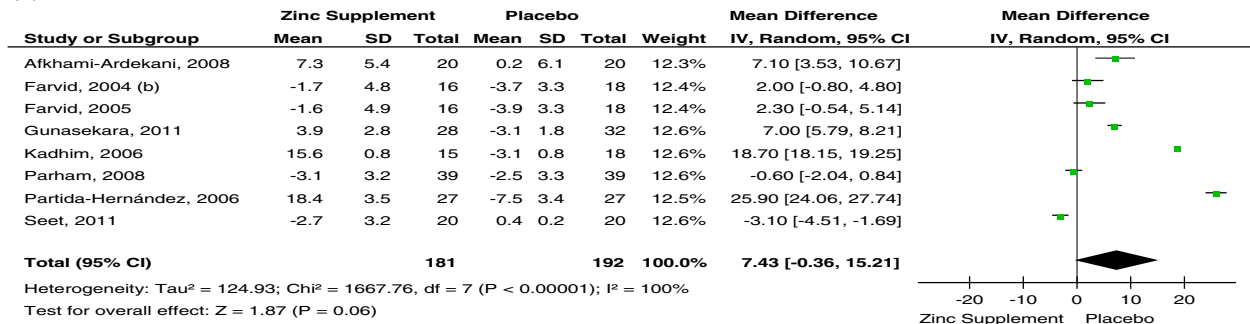 Zinc Supplement Placebo Mean Difference Mean Difference
Study or Subgroup Mean SD Total Mean SD Total Weight IV, Random, 95% CI IV, Random, 95% CI
Afkhami-Ardekani, 2008 7.3 5.4 20 0.2 6.1 20 12.3% 7.10 [3.53, 10.67]
Farvid, 2004 (b) -1.7 4.8 16 -3.7 3.3 18 12.4% 2.00 [-0.80, 4.80]
Farvid, 2005 -1.6 4.9 16 -3.9 3.3 18 12.4% 2.30 [-0.54, 5.14]
Gunasekara, 2011 3.9 2.8 28 -3.1 1.8 32 12.6% 7.00 [5.79, 8.21]
Kadhim, 2006 15.6 0.8 15 -3.1 0.8 18 12.6% 18.70 [18.15, 19.25]
Parham, 2008 -3.1 3.2 39 -2.5 3.3 39 12.6% -0.60 [-2.04, 0.84]
Partida-Hernández, 2006 18.4 3.5 27 -7.5 3.4 27 12.5% 25.90 [24.06, 27.74]
Seet, 2011 -2.7 3.2 20 0.4 0.2 20 12.6% -3.10 [-4.51, -1.69]
Total (95% CI) 181 192 100.0% 7.43 [-0.36, 15.21]
Heterogeneity: Tau² = 124.93; Chi² = 1667.76, df = 7 (P < 0.00001); I² = 100%
Test for overall effect: Z = 1.87 (P = 0.06)
-20 -10 0 10 20
Zinc Supplement Placebo